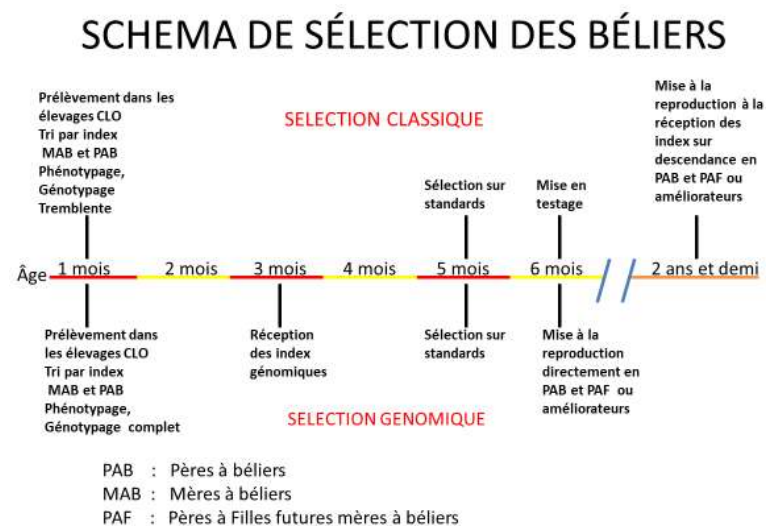 SCHEMA DE SÉLECTION DES BÉLIERS
Prélèvement dans les
élevages CLO
Tri par index
MAB et PAB
Phénotypage,
Génotypage
Tremblente
SELECTION CLASSIQUE
Sélection sur
standards
Mise en
testage
Mise à la
reproduction à la
réception des
index sur
descendance en
PAB et PAF ou
améliorateurs
Âge 1 mois 2 mois 3 mois 4 mois 5 mois 6 mois 2 ans et demi
Prélèvement dans
les élevages CLO
Tri par index
MAB et PAB
Phénotypage,
Génotypage complet
Réception
des index
génomiques
Sélection sur
standards
Mise à la
reproduction
directement en
PAB et PAF ou
améliorateurs
SELECTION GENOMIQUE
PAB : Pères à béliers
MAB : Mères à béliers
PAF : Pères à Filles futures mères à béliers